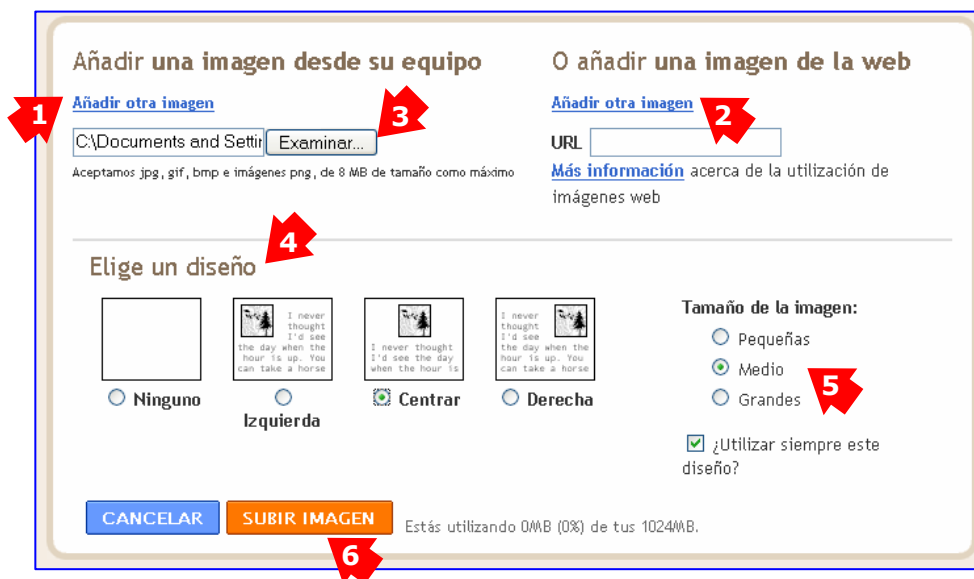 Añadir una imagen desde su equipo
1
Añadir otra imagen
3
C:\Documents and Settin Examinar...
Aceptamos jpg, gif, bmp e imágenes png, de 8 MB de tamaño como máximo
O añadir una imagen de la web
Añadir otra imagen
2
URL
Más información acerca de la utilización de
imágenes web
4
Elige un diseño
Ninguno
I never
thought
I'd see
the day when the
hour is up. You
can take a horse
Izquierda
I never thought
I'd see the day
when the hour is
Centrar
I never
thought
I'd see
the day when the
hour is up. You
can take a horse
Derecha
Tamaño de la imagen:
Pequeñas
Medio
Grandes
5
¿Utilizar siempre este
diseño?
CANCELAR SUBIR IMAGEN Estás utilizando 0MB (0%) de tus 1024MB.
6